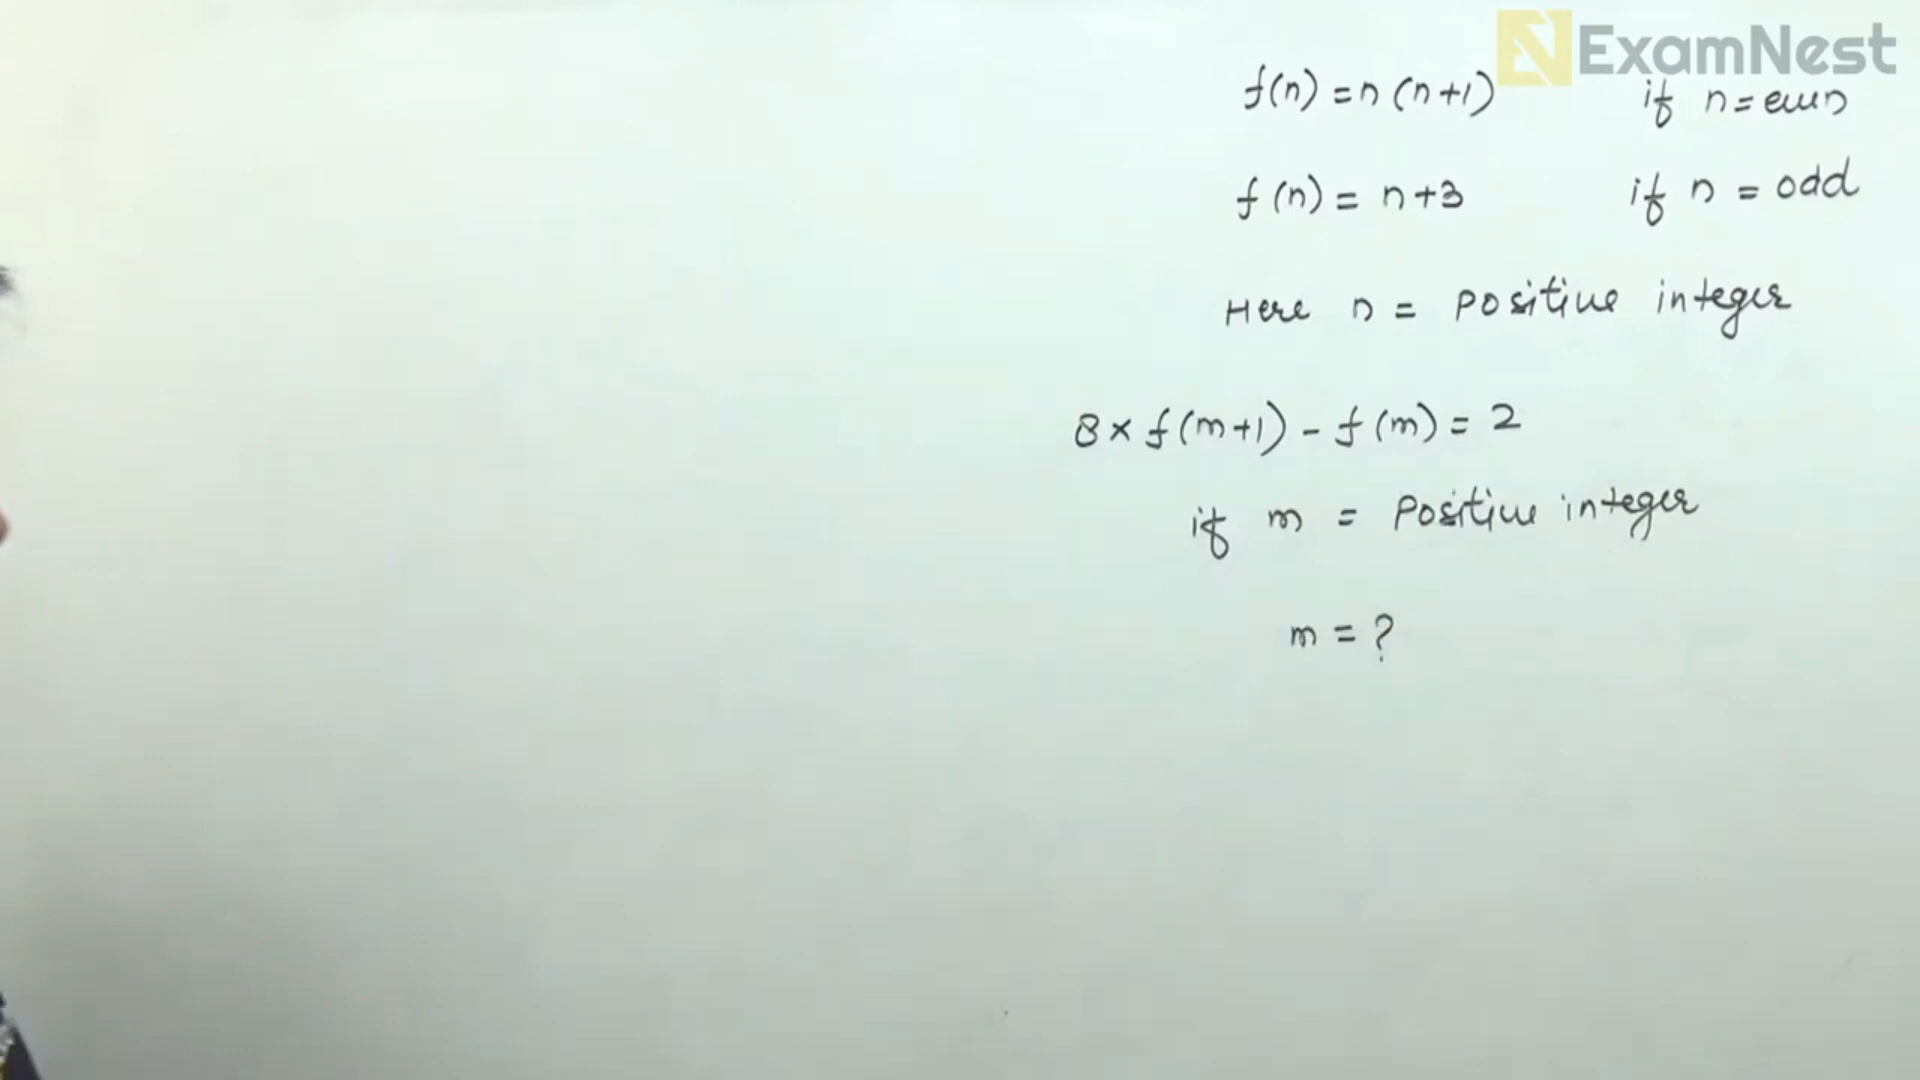 ExamNest
f(n) = n (n+1) if n = even
f(n) = n+3 if n = odd
Here n = positive integer
8 × f(m+1) - f(m) = 2
if m = Positive integer
m = ?